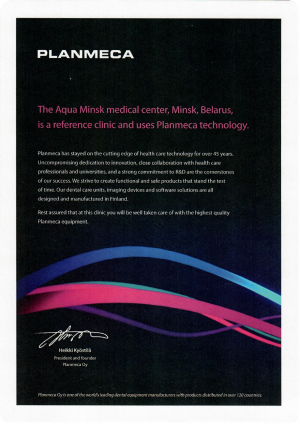 PLANMECA
The Aqua Minsk medical center, Minsk, Belarus,
is a reference clinic and uses Planmeca technology.
Planmeca has stayed on the cutting edge of health care technology for over 45 years.
Uncompromising dedication to innovation, close collaboration with health care
professionals and universities, and a strong commitment to R&D are the cornerstones
of our success. We strive to create functional and safe products that stand the test
of time. Our dental care units, imaging devices and software solutions are all
designed and manufactured in Finland.
Rest assured that at this clinic you will be well taken care of with the highest quality
Planmeca equipment.
Heikki Kyöstilä
President and founder
Planmeca Oy
Planmeca Oy is one of the world's leading dental equipment manufacturers with products distributed in over 120 countries.